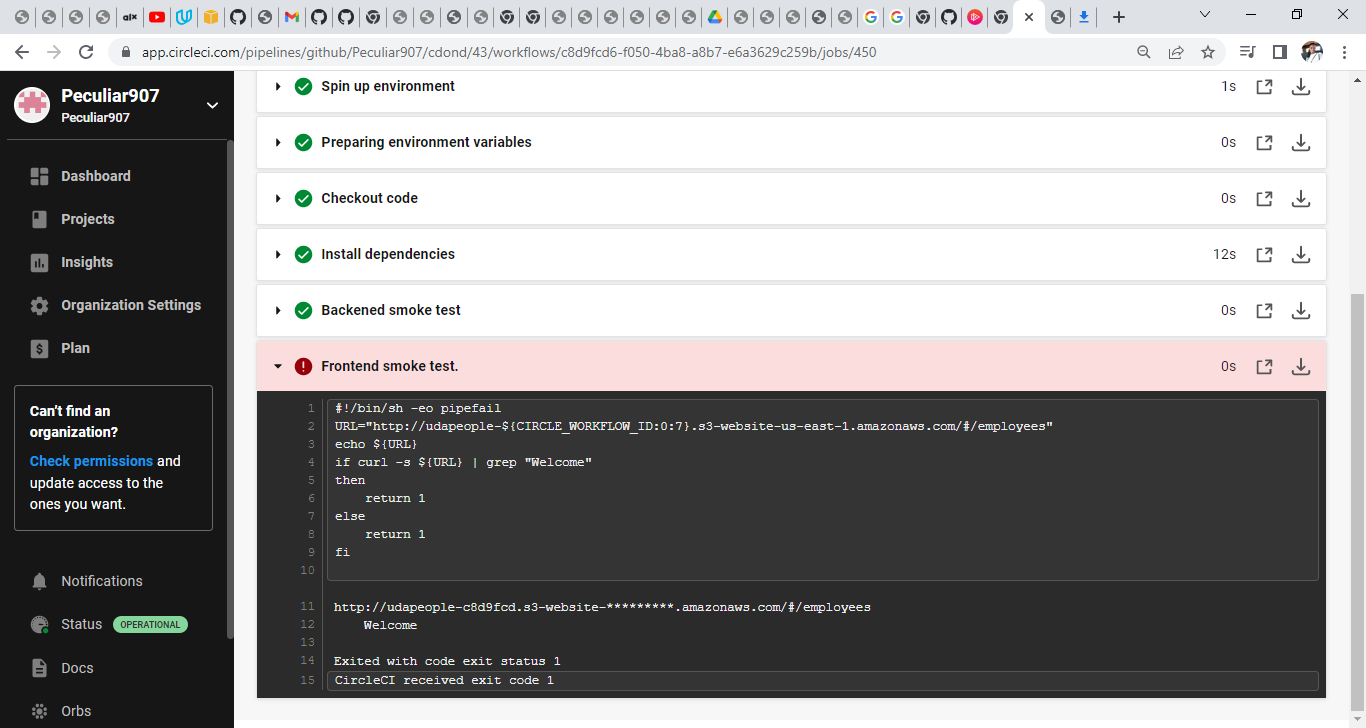 alx
app.circleci.com/pipelines/github/Peculiar907/cdond/43/workflows/c8d9fcd6-f050-4ba8-a8b7-e6a3629c259b/jobs/450
Peculiar907
Peculiar907
Dashboard
Projects
Insights
Organization Settings
Plan
Can't find an
organization?
Check permissions and
update access to the
ones you want.
Notifications
Status OPERATIONAL
Docs
Orbs
Spin up environment 1s
Preparing environment variables 0s
Checkout code 0s
Install dependencies 12s
Backened smoke test 0s
Frontend smoke test. 0s
1 #!/bin/sh -eo pipefail
2 URL="http://udapeople-${CIRCLE_WORKFLOW_ID:0:7}.s3-website-us-east-1.amazonaws.com/#/employees"
3 echo ${URL}
4 if curl -s ${URL} | grep "Welcome"
5 then
6 return 1
7 else
8 return 1
9 fi
10
11 http://udapeople-c8d9fcd.s3-website-*********.amazonaws.com/#/employees
12 Welcome
13
14 Exited with code exit status 1
15 CircleCI received exit code 1